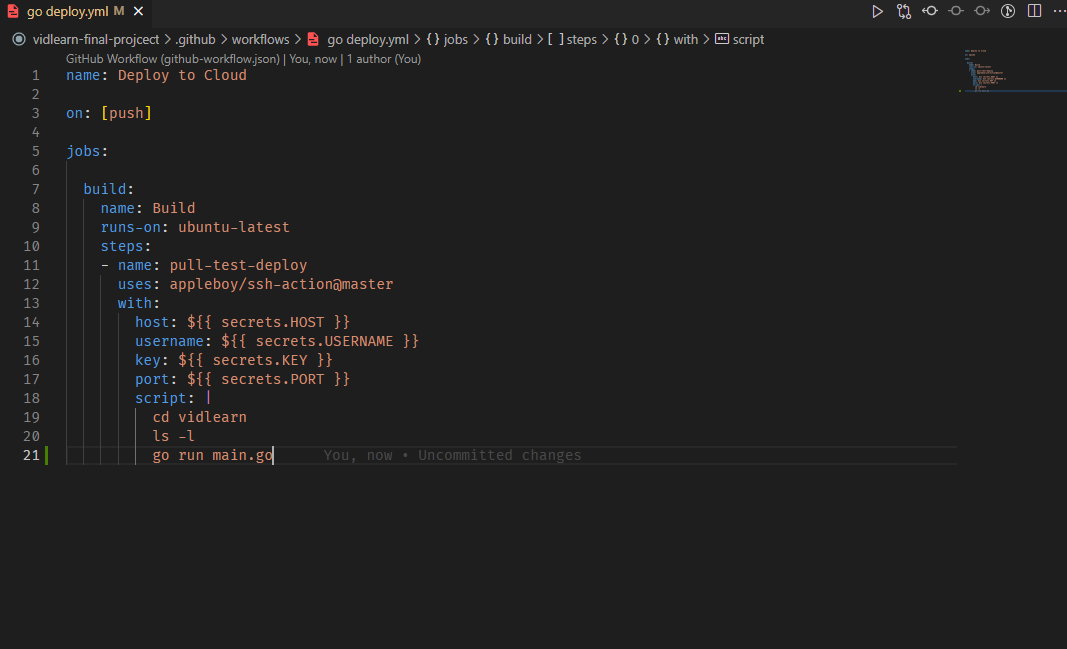 go deploy.yml M
vidlearn-final-projcect > .github > workflows > go deploy.yml > {} jobs > {} build > [ ] steps > {} 0 > {} with > abc script
GitHub Workflow (github-workflow.json) | You, now | 1 author (You)
1 name: Deploy to Cloud
2
3 on: [push]
4
5 jobs:
6
7 build:
8 name: Build
9 runs-on: ubuntu-latest
10 steps:
11 - name: pull-test-deploy
12 uses: appleboy/ssh-action@master
13 with:
14 host: ${{ secrets.HOST }}
15 username: ${{ secrets.USERNAME }}
16 key: ${{ secrets.KEY }}
17 port: ${{ secrets.PORT }}
18 script: |
19 cd vidlearn
20 ls -l
21 go run main.go You, now • Uncommitted changes